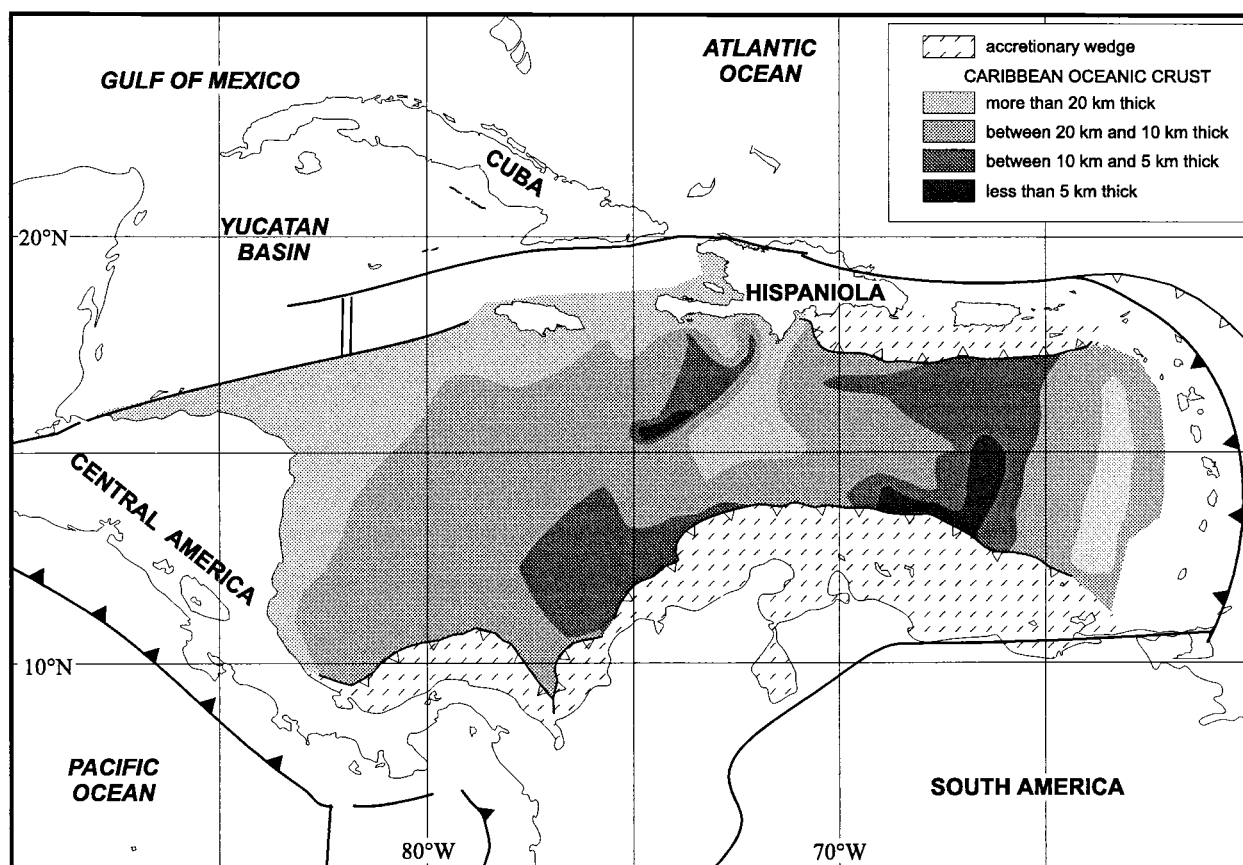 GULF OF MEXICO
ATLANTIC
OCEAN
accretionary wedge
CARIBBEAN OCEANIC CRUST
more than 20 km thick
between 20 km and 10 km thick
between 10 km and 5 km thick
less than 5 km thick
CUBA
YUCATAN
BASIN
20°N
HISPANIOLA
CENTRAL AMERICA
10°N
PACIFIC
OCEAN
SOUTH AMERICA
80°W
70°W